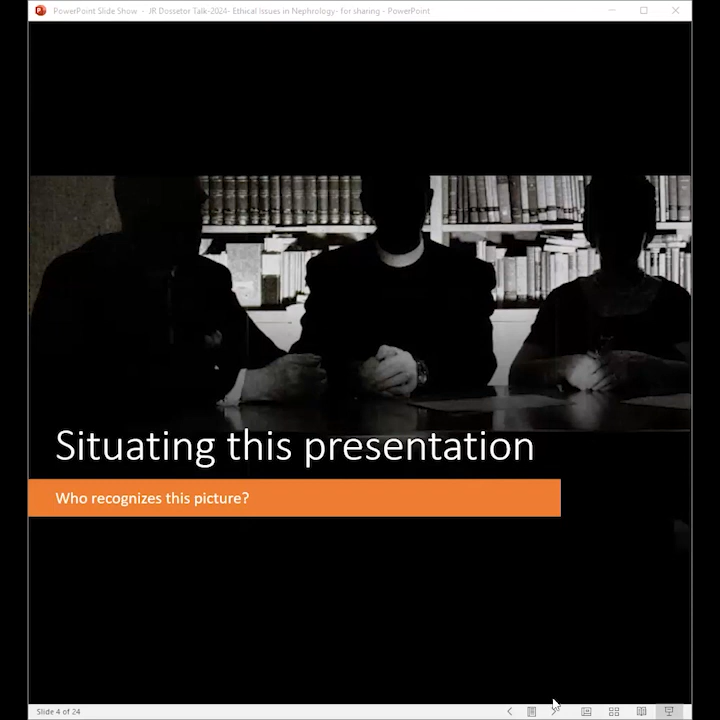 PowerPoint Slide Show - JR Dossetor Talk-2024- Ethical Issues in Nephrology- for sharing - PowerPoint
Situating this presentation
Who recognizes this picture?
Slide 4 of 24